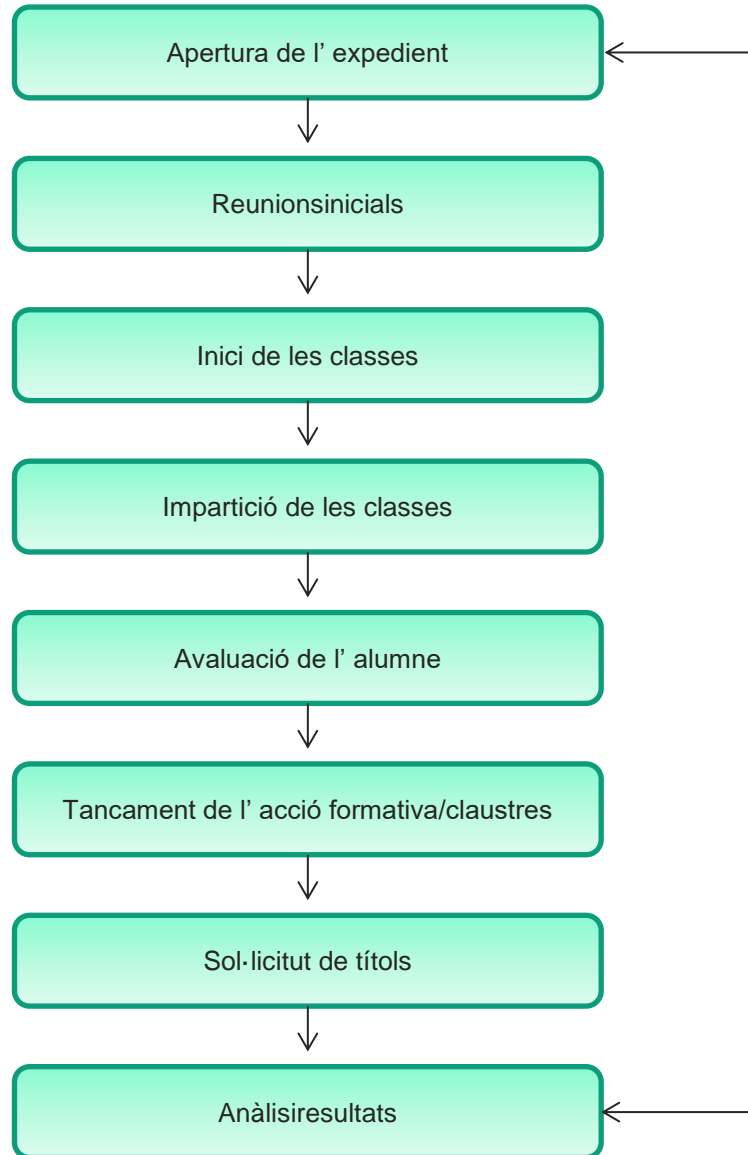 Apertura de l’ expedient
Reunionsinicials
Inici de les classes
Impartició de les classes
Avaluació de l’ alumne
Tancament de l’ acció formativa/claustres
Sol·licitut de títols
Anàlisiresultats